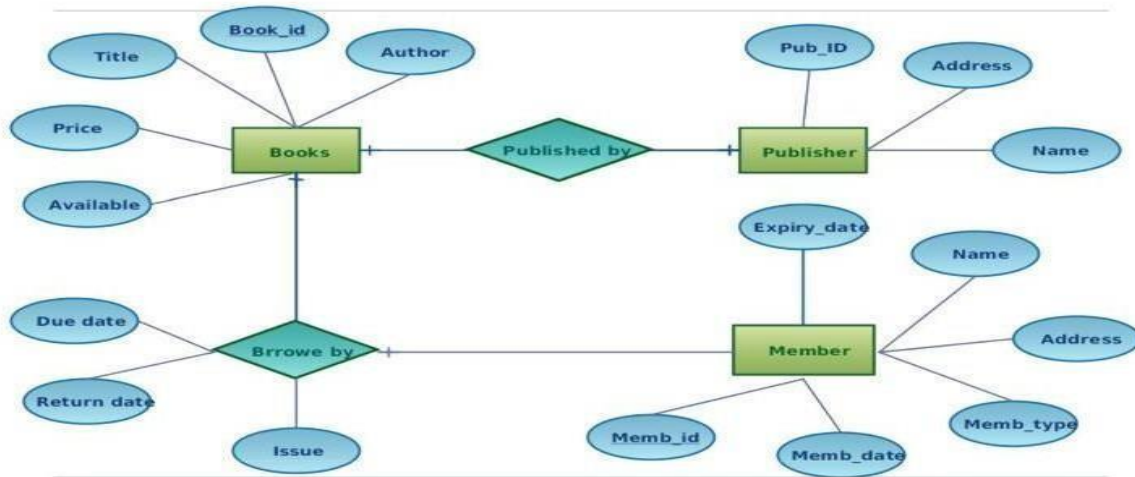 Book_id
Title
Author
Pub_ID
Address
Price
Books
Published by
Publisher
Name
Available
Expiry_date
Name
Due date
Brrowe by
Member
Address
Return date
Memb_type
Memb_id
Issue
Memb_date